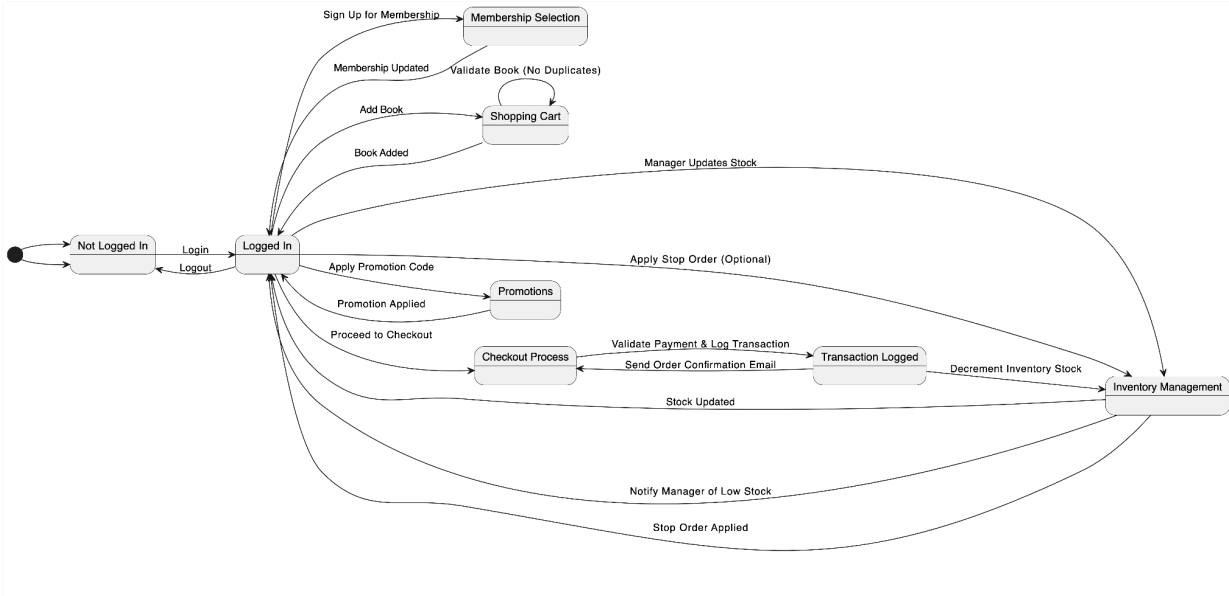 Sign Up for Membership
Membership Selection
Membership Updated
Validate Book (No Duplicates)
Add Book
Shopping Cart
Book Added
Manager Updates Stock
Not Logged In
Login
Logout
Logged In
Apply Stop Order (Optional)
Apply Promotion Code
Promotions
Promotion Applied
Proceed to Checkout
Checkout Process
Validate Payment & Log Transaction
Send Order Confirmation Email
Transaction Logged
Decrement Inventory Stock
Inventory Management
Stock Updated
Notify Manager of Low Stock
Stop Order Applied